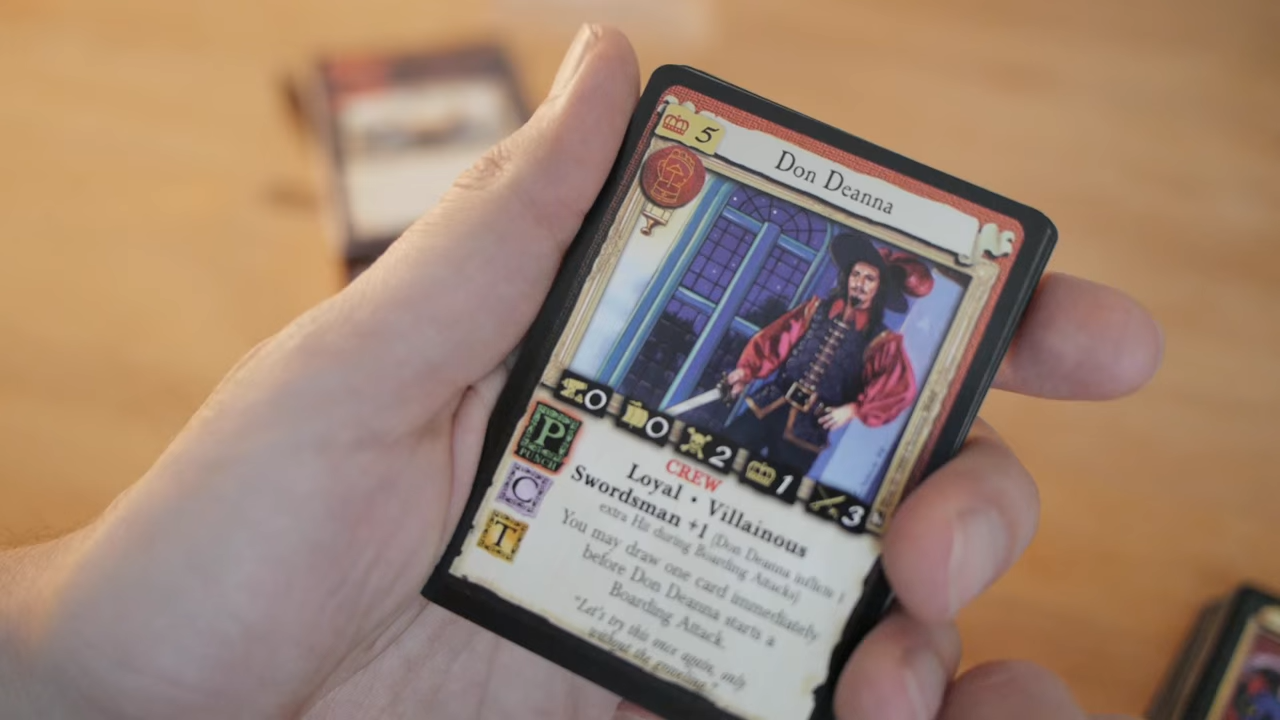 5
Don Deanna
0 0 2 1 3
P
PUNCH
C
T
CREW
Loyal • Villainous
Swordsman +1 (Don Deanna inflicts 1
extra Hit during Boarding Attacks)
You may draw one card immediately
before Don Deanna starts a
Boarding Attack.
"Let's try this once again, only
without the groveling."